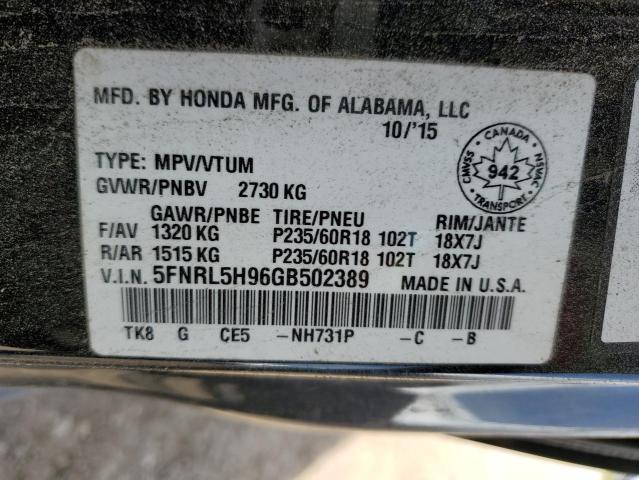 MFD. BY HONDA MFG. OF ALABAMA, LLC
10/'15
TYPE: MPV/VTUM
GVWR/PNBV 2730 KG
GAWR/PNBE TIRE/PNEU RIM/JANTE
F/AV 1320 KG P235/60R18 102T 18X7J
R/AR 1515 KG P235/60R18 102T 18X7J
V.I.N. 5FNRL5H96GB502389 MADE IN U.S.A.
TK8 G CE5 -NH731P -C -B
CANADA
CMVSS 942 NSVAC
TRANSPORT